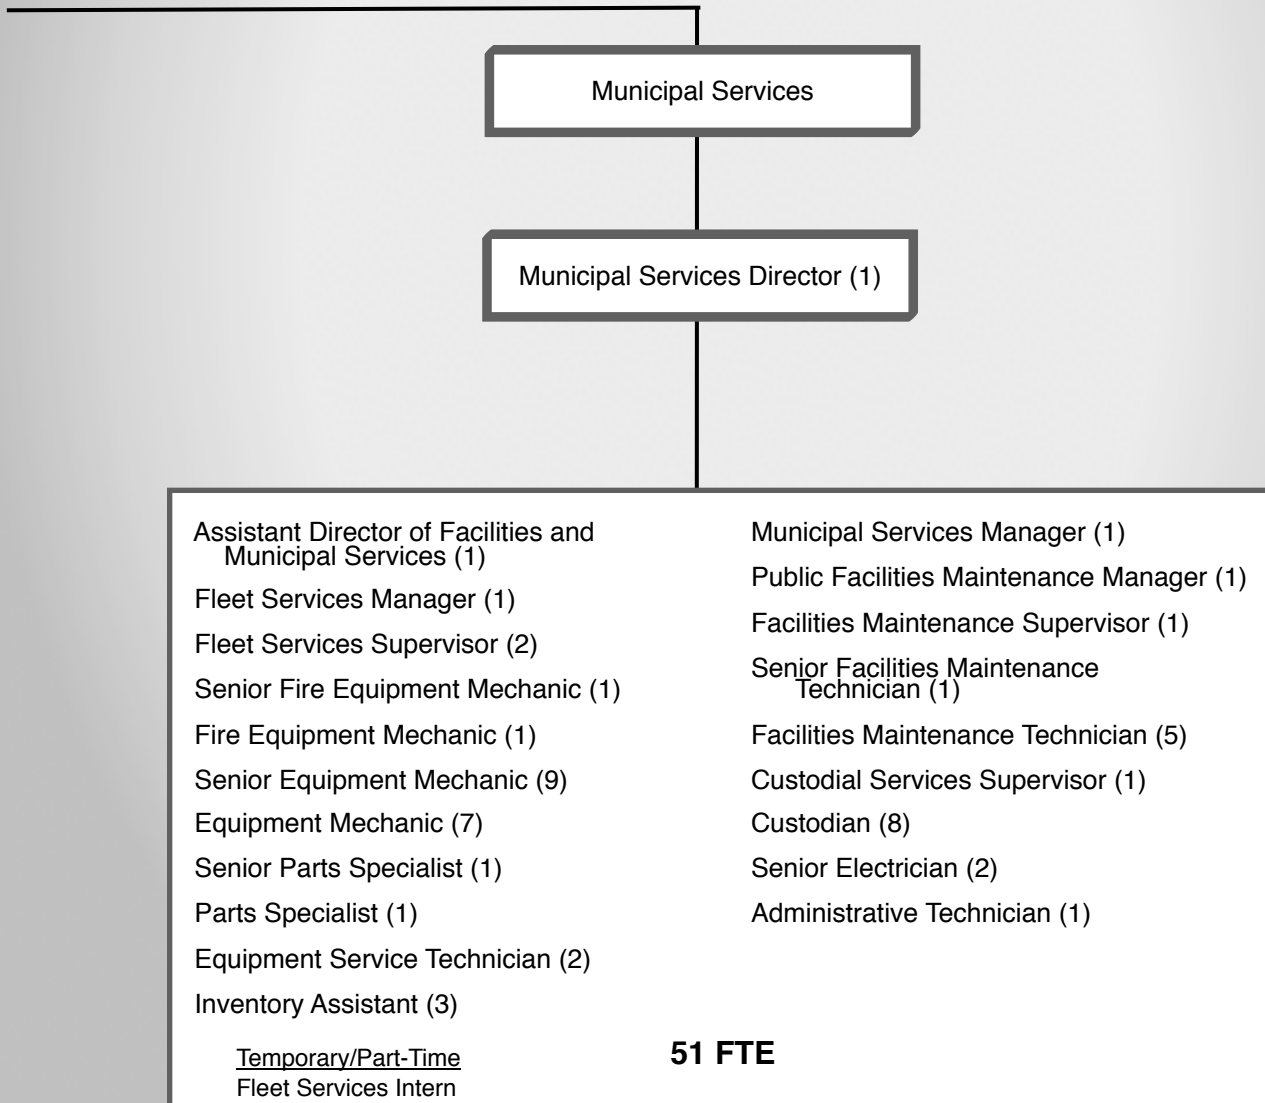 Municipal Services
Municipal Services Director (1)
Assistant Director of Facilities and
Municipal Services (1)
Fleet Services Manager (1)
Fleet Services Supervisor (2)
Senior Fire Equipment Mechanic (1)
Fire Equipment Mechanic (1)
Senior Equipment Mechanic (9)
Equipment Mechanic (7)
Senior Parts Specialist (1)
Parts Specialist (1)
Equipment Service Technician (2)
Inventory Assistant (3)
Temporary/Part-Time
Fleet Services Intern
Municipal Services Manager (1)
Public Facilities Maintenance Manager (1)
Facilities Maintenance Supervisor (1)
Senior Facilities Maintenance
Technician (1)
Facilities Maintenance Technician (5)
Custodial Services Supervisor (1)
Custodian (8)
Senior Electrician (2)
Administrative Technician (1)
51 FTE